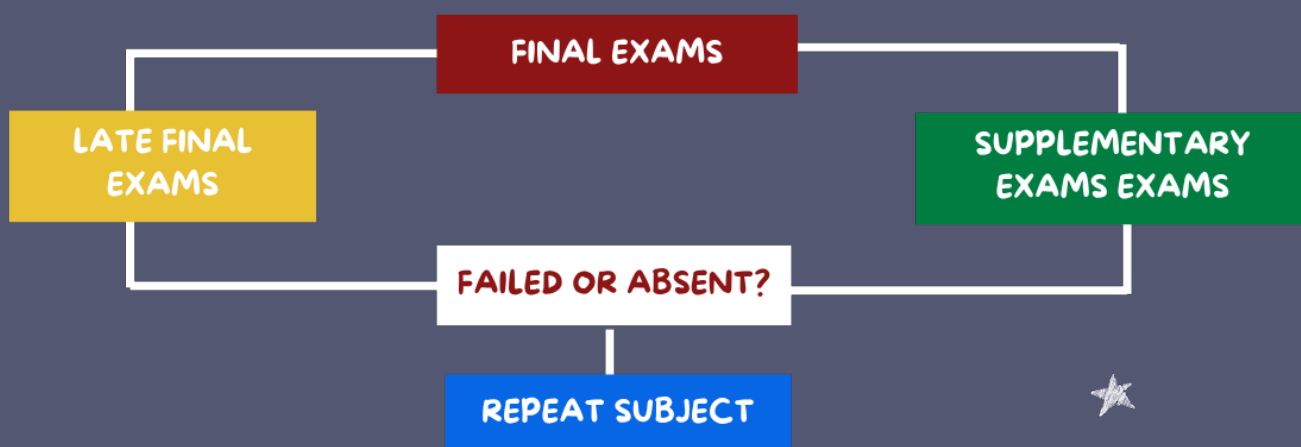 FINAL EXAMS
LATE FINAL
EXAMS
SUPPLEMENTARY
EXAMS EXAMS
FAILED OR ABSENT?
REPEAT SUBJECT